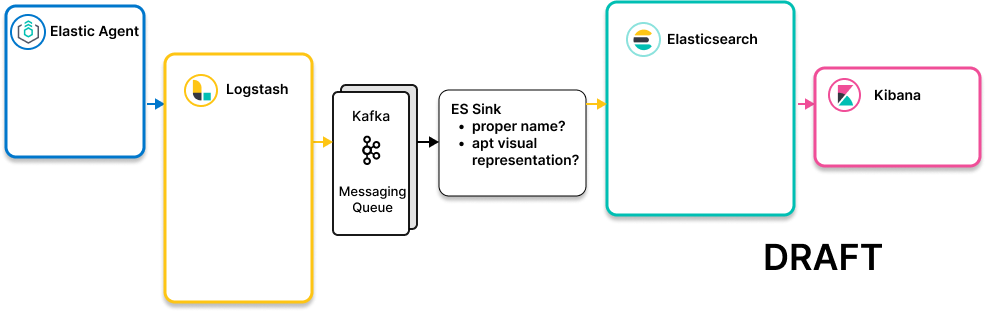 Elastic Agent
Logstash
Kafka
Messaging
Queue
ES Sink
• proper name?
• apt visual
representation?
Elasticsearch
Kibana
DRAFT